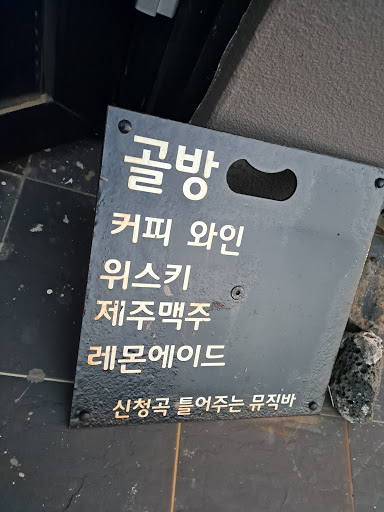 골방
커피 와인
위스키
제주맥주
레몬에이드
신청곡 틀어주는 뮤직바